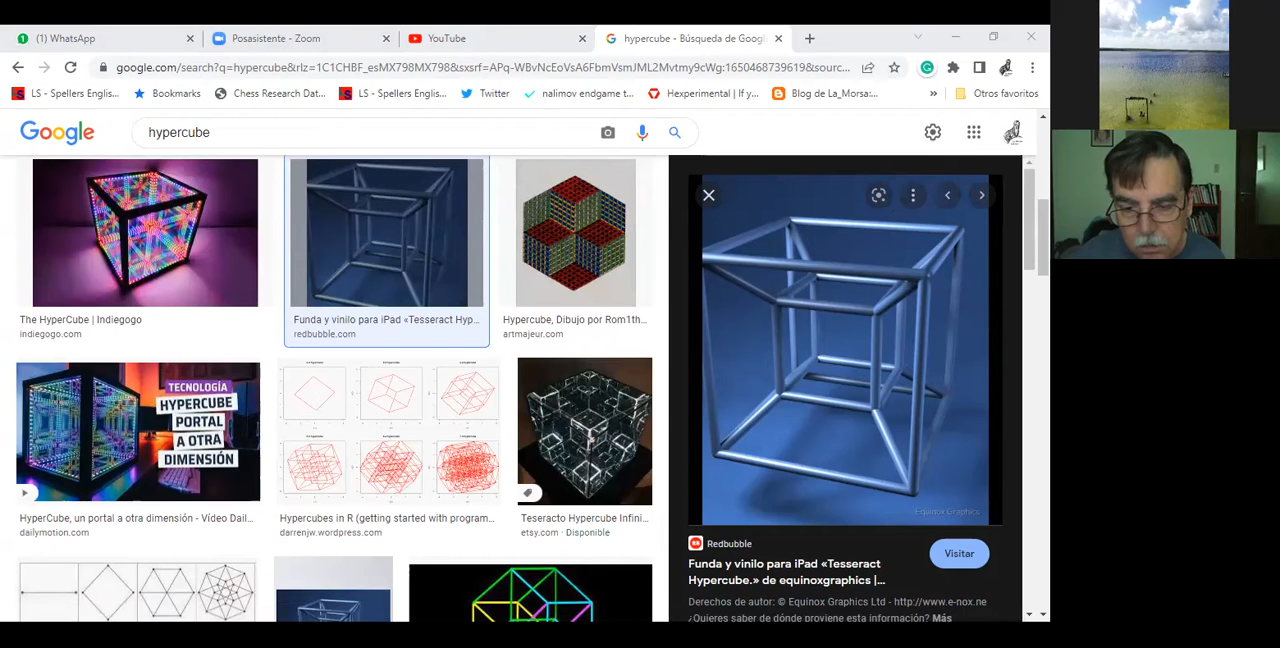 (1) WhatsApp
Posasistente - Zoom
YouTube
hypercube - Búsqueda de Google
google.com/search?q=hypercube&rlz=1C1CHBF_esMX798MX798&sxsrf=APq-WBvNcEoVsA6FbmVsmJML2Mvtmy9cWg:1650468739619&sourc...
LS - Spellers Englis...
Bookmarks
Chess Research Dat...
LS - Spellers Englis...
Twitter
nalimov endgame t...
Hexperimental | If y...
Blog de La_Morsa:...
»
Otros favoritos
Google
hypercube
The HyperCube | Indiegogo
indiegogo.com
Funda y vinilo para iPad «Tesseract Hyp...
redbubble.com
Hypercube, Dibujo por Rom1th...
artmajeur.com
TECNOLOGÍA
HYPERCUBE
PORTAL
A OTRA
DIMENSIÓN
HyperCube, un portal a otra dimensión - Vídeo Dail...
dailymotion.com
Hypercubes in R (getting started with program...
darrenjw.wordpress.com
Teseracto Hypercube Infini...
etsy.com · Disponible
Equinox Graphics
Redbubble
Visitar
Funda y vinilo para iPad «Tesseract
Hypercube.» de equinoxgraphics |...
Derechos de autor: © Equinox Graphics Ltd - http://www.e-nox.ne
¿Quieres saber de dónde proviene esta información? Más